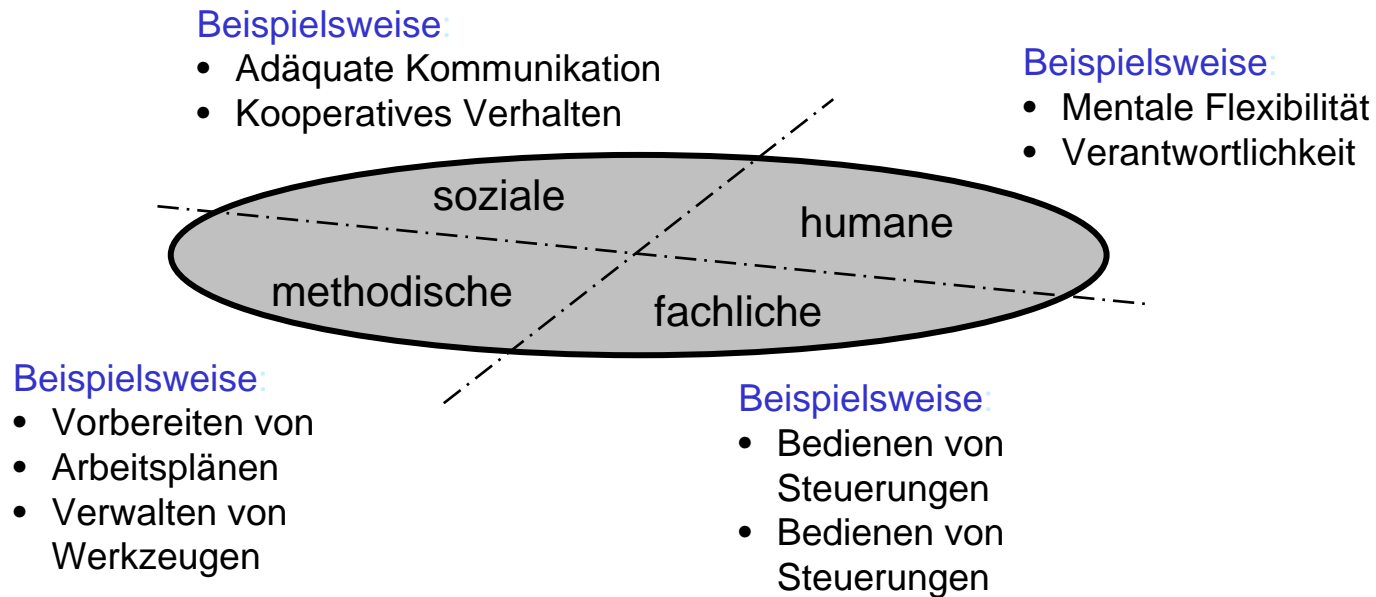 Beispielsweise:
• Adäquate Kommunikation
• Kooperatives Verhalten
Beispielsweise:
• Mentale Flexibilität
• Verantwortlichkeit
soziale
humane
methodische
fachliche
Beispielsweise:
• Vorbereiten von
• Arbeitsplänen
• Verwalten von
Werkzeugen
Beispielsweise:
• Bedienen von
Steuerungen
• Bedienen von
Steuerungen